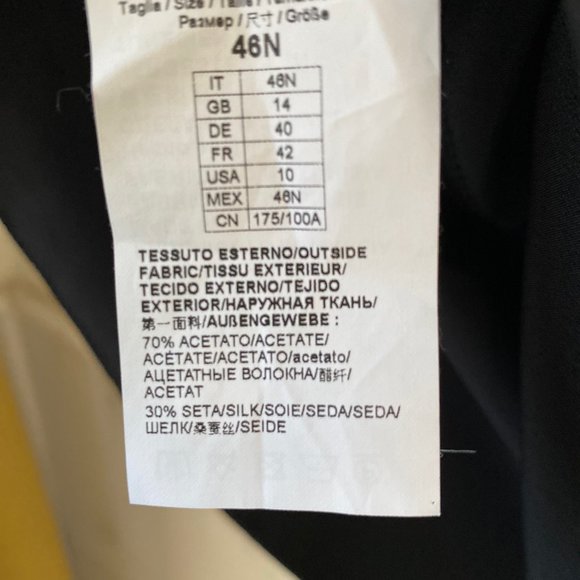 Taglia / Size / Taille /
Размер / 尺寸 / Größe
46N
IT 46N
GB 14
DE 40
FR 42
USA 10
MEX 46N
CN 175/100A
TESSUTO ESTERNO/OUTSIDE
FABRIC/TISSU EXTERIEUR/
TECIDO EXTERNO/TEJIDO
EXTERIOR/НАРУЖНАЯ ТКАНЬ/
第一面料/AUßENGEWEBE :
70% ACETATO/ACETATE/
ACÉTATE/ACETATO/acetato/
АЦЕТАТНЫЕ ВОЛОКНА/醋纤/
ACETAT
30% SETA/SILK/SOIE/SEDA/SEDA/
ШЕЛК/桑蚕丝/SEIDE